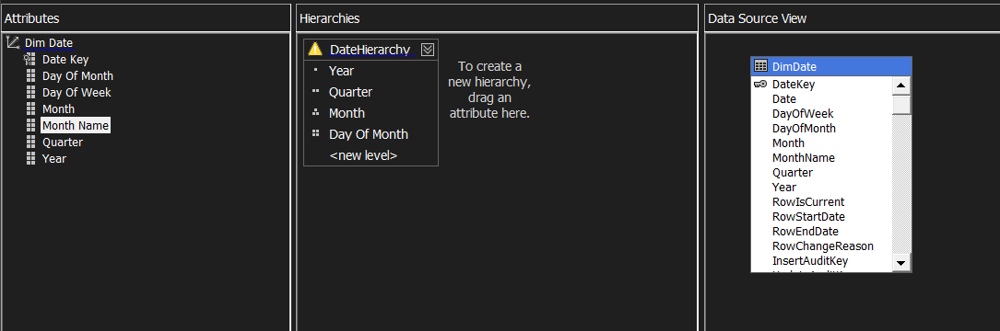 Attributes
Dim Date
Date Key
Day Of Month
Day Of Week
Month
Month Name
Quarter
Year
Hierarchies
DateHierarchy
Year
Quarter
Month
Day Of Month
<new level>
To create a
new hierarchy,
drag an
attribute here.
Data Source View
DimDate
DateKey
Date
DayOfWeek
DayOfMonth
Month
MonthName
Quarter
Year
RowIsCurrent
RowStartDate
RowEndDate
RowChangeReason
InsertAuditKey